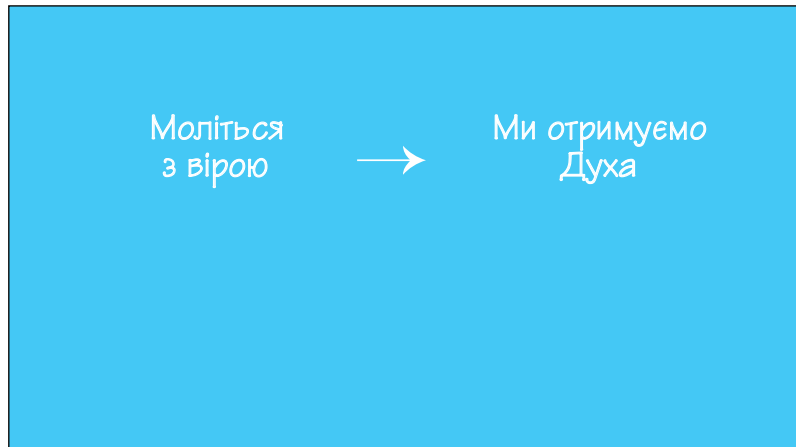 Моліться
з вірою
→
Ми отримуємо
Духа